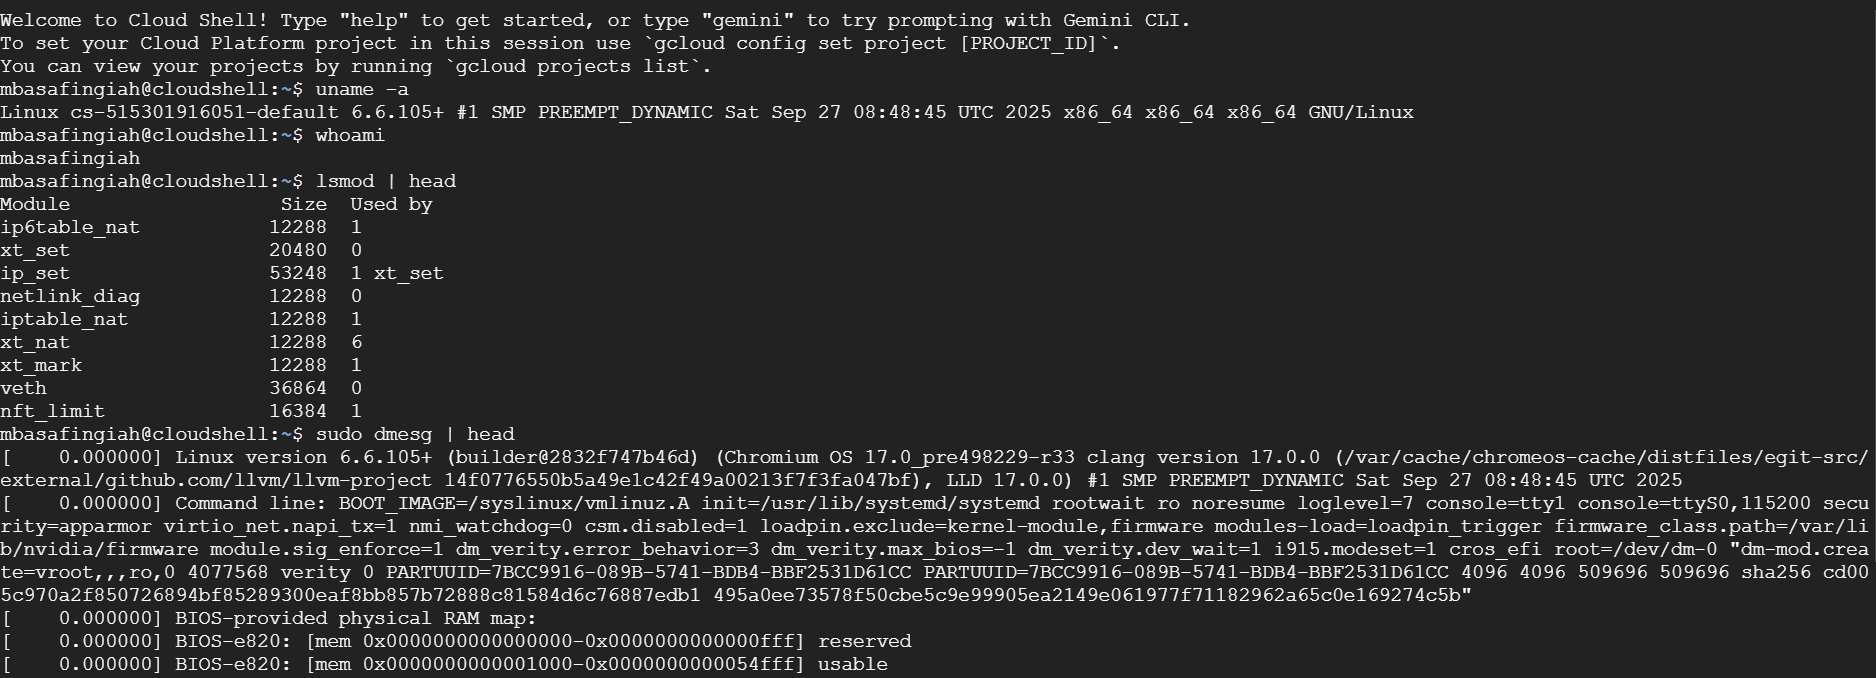 Welcome to Cloud Shell! Type "help" to get started, or type "gemini" to try prompting with Gemini CLI.
To set your Cloud Platform project in this session use `gcloud config set project [PROJECT_ID]`.
You can view your projects by running `gcloud projects list`.
mbasafingiah@cloudshell:~$ uname -a
Linux cs-515301916051-default 6.6.105+ #1 SMP PREEMPT_DYNAMIC Sat Sep 27 08:48:45 UTC 2025 x86_64 x86_64 x86_64 GNU/Linux
mbasafingiah@cloudshell:~$ whoami
mbasafingiah
mbasafingiah@cloudshell:~$ lsmod | head
Module                  Size  Used by
ip6table_nat           12288  1
xt_set                 20480  0
ip_set                 53248  1 xt_set
netlink_diag           12288  0
iptable_nat            12288  1
xt_nat                 12288  6
xt_mark                12288  1
veth                   36864  0
nft_limit              16384  1
mbasafingiah@cloudshell:~$ sudo dmesg | head
[    0.000000] Linux version 6.6.105+ (builder@2832f747b46d) (Chromium OS 17.0_pre498229-r33 clang version 17.0.0 (/var/cache/chromeos-cache/distfiles/egit-src/
external/github.com/llvm/llvm-project 14f0776550b5a49e1c42f49a00213f7f3fa047bf), LLD 17.0.0) #1 SMP PREEMPT_DYNAMIC Sat Sep 27 08:48:45 UTC 2025
[    0.000000] Command line: BOOT_IMAGE=/syslinux/vmlinuz.A init=/usr/lib/systemd/systemd rootwait ro noresume loglevel=7 console=tty1 console=ttyS0,115200 secu
rity=apparmor virtio_net.napi_tx=1 nmi_watchdog=0 csm.disabled=1 loadpin.exclude=kernel-module,firmware modules-load=loadpin_trigger firmware_class.path=/var/li
b/nvidia/firmware module.sig_enforce=1 dm_verity.error_behavior=3 dm_verity.max_bios=-1 dm_verity.dev_wait=1 i915.modeset=1 cros_efi root=/dev/dm-0 "dm-mod.crea
te=vroot,,,ro,0 4077568 verity 0 PARTUUID=7BCC9916-089B-5741-BDB4-BBF2531D61CC PARTUUID=7BCC9916-089B-5741-BDB4-BBF2531D61CC 4096 4096 509696 509696 sha256 cd00
5c970a2f850726894bf85289300eaf8bb857b72888c81584d6c76887edb1 495a0ee73578f50cbe5c9e99905ea2149e061977f71182962a65c0e169274c5b"
[    0.000000] BIOS-provided physical RAM map:
[    0.000000] BIOS-e820: [mem 0x0000000000000000-0x0000000000000fff] reserved
[    0.000000] BIOS-e820: [mem 0x0000000000001000-0x0000000000054fff] usable